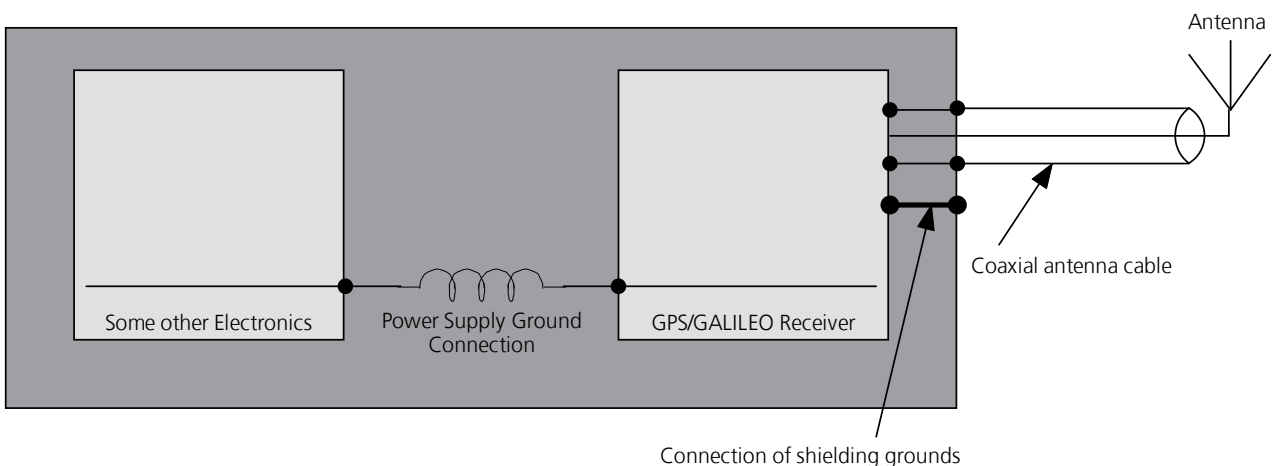 Antenna
Coaxial antenna cable
Some other Electronics
Power Supply Ground
Connection
GPS/GALILEO Receiver
Connection of shielding grounds